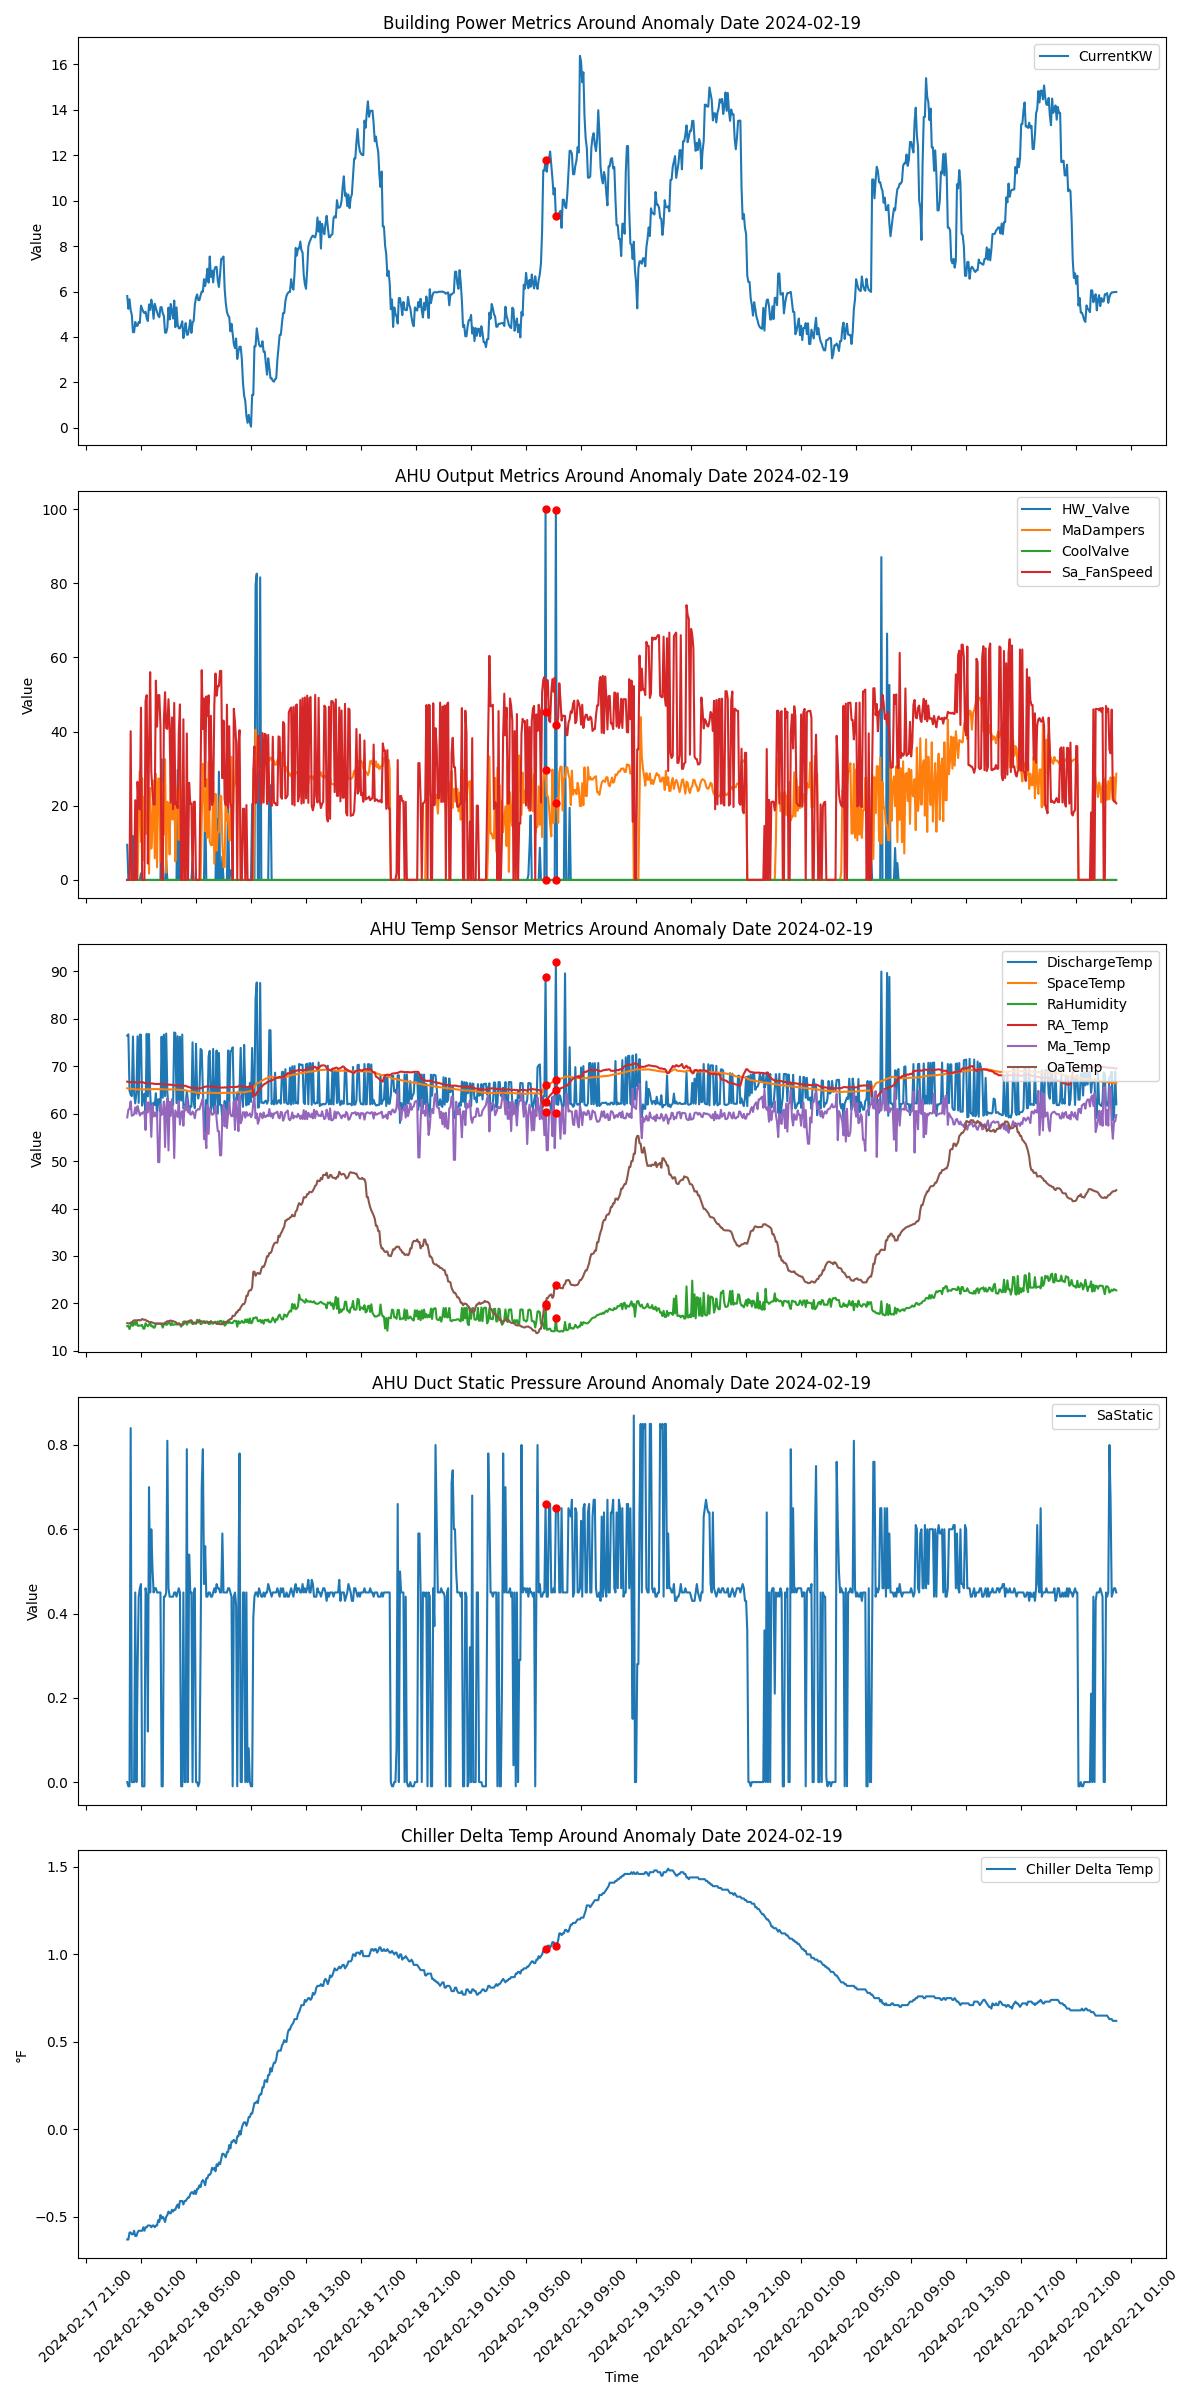 Building Power Metrics Around Anomaly Date 2024-02-19
CurrentKW
16
14
12
10
8
6
4
2
0
Value
AHU Output Metrics Around Anomaly Date 2024-02-19
HW_Valve
MaDampers
CoolValve
Sa_FanSpeed
100
80
60
40
20
0
Value
AHU Temp Sensor Metrics Around Anomaly Date 2024-02-19
DischargeTemp
SpaceTemp
RaHumidity
RA_Temp
Ma_Temp
OaTemp
90
80
70
60
50
40
30
20
10
Value
AHU Duct Static Pressure Around Anomaly Date 2024-02-19
SaStatic
0.8
0.6
0.4
0.2
0.0
Value
Chiller Delta Temp Around Anomaly Date 2024-02-19
Chiller Delta Temp
1.5
1.0
0.5
0.0
−0.5
°F
2024-02-17 21:00
2024-02-18 01:00
2024-02-18 05:00
2024-02-18 09:00
2024-02-18 13:00
2024-02-18 17:00
2024-02-18 21:00
2024-02-19 01:00
2024-02-19 05:00
2024-02-19 09:00
2024-02-19 13:00
2024-02-19 17:00
2024-02-19 21:00
2024-02-20 01:00
2024-02-20 05:00
2024-02-20 09:00
2024-02-20 13:00
2024-02-20 17:00
2024-02-20 21:00
2024-02-21 01:00
Time